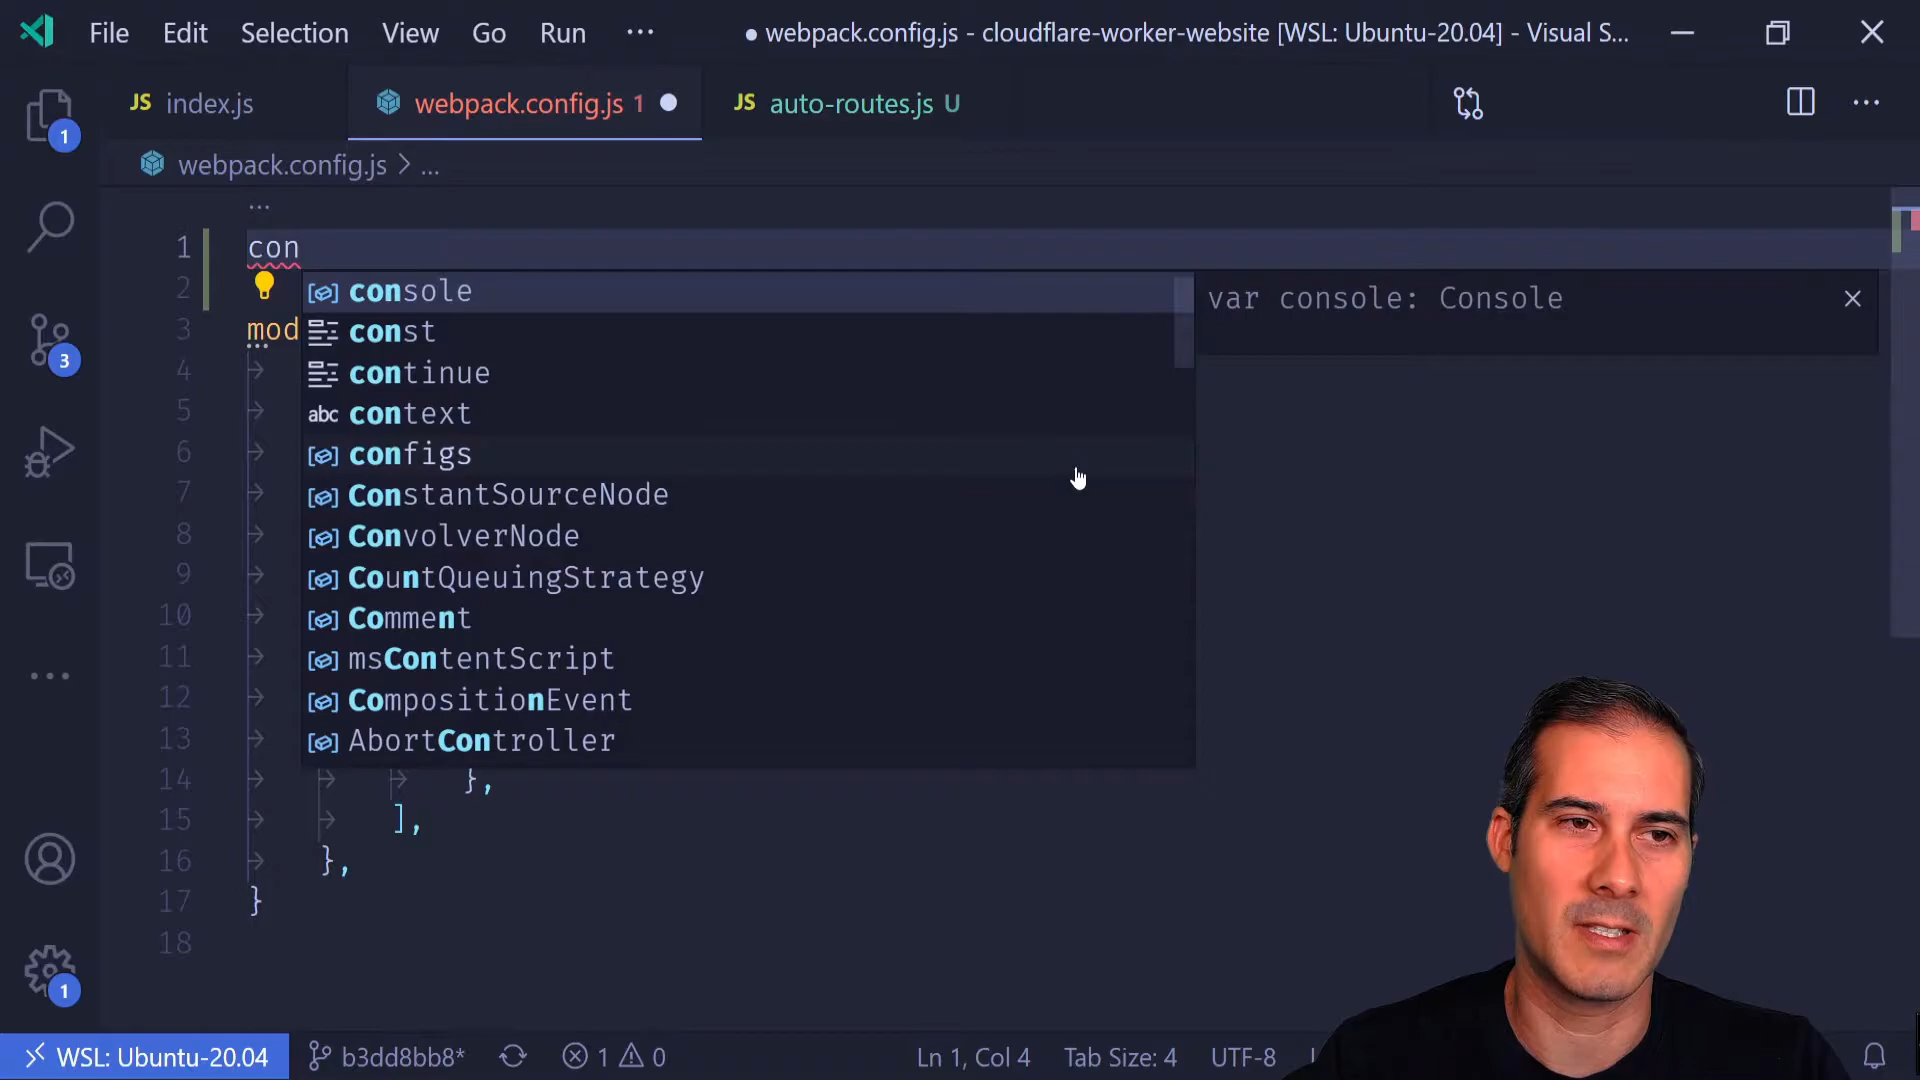 File Edit Selection View Go Run ··· ● webpack.config.js - cloudflare-worker-website [WSL: Ubuntu-20.04] - Visual S...
JS index.js webpack.config.js 1 JS auto-routes.js U
1
webpack.config.js > ...
...
1 con
2
console
var console: Console
3 mod
const
4
continue
5
context
6
configs
7
ConstantSourceNode
8
ConvolverNode
9
CountQueuingStrategy
10
Comment
11
msContentScript
12
CompositionEvent
13
AbortController
14 },
15 ],
16 },
17 }
18
3
1
WSL: Ubuntu-20.04 b3dd8bb8* 1 0 Ln 1, Col 4 Tab Size: 4 UTF-8